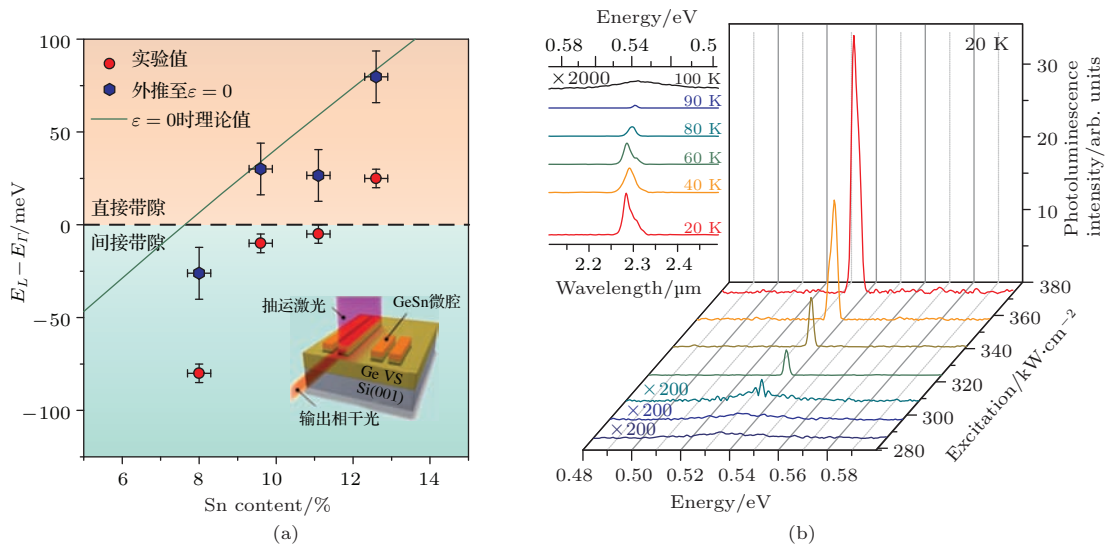 100
50
0
−50
−100
E_L−E_Γ/meV
实验值
外推至ε = 0
ε = 0时理论值
直接带隙
间接带隙
抽运激光
GeSn微腔
Ge VS
Si(001)
输出相干光
6 8 10 12 14
Sn content/%
(a)
Energy/eV
0.58 0.54 0.5
×2000 100 K
90 K
80 K
60 K
40 K
20 K
2.2 2.3 2.4
Wavelength/μm
20 K
30
20
10
Photoluminescence
intensity/arb. units
380
360
340
320
300
280
Excitation/kW·cm⁻²
×200
×200
×200
0.48 0.50 0.52 0.54 0.56 0.58
Energy/eV
(b)